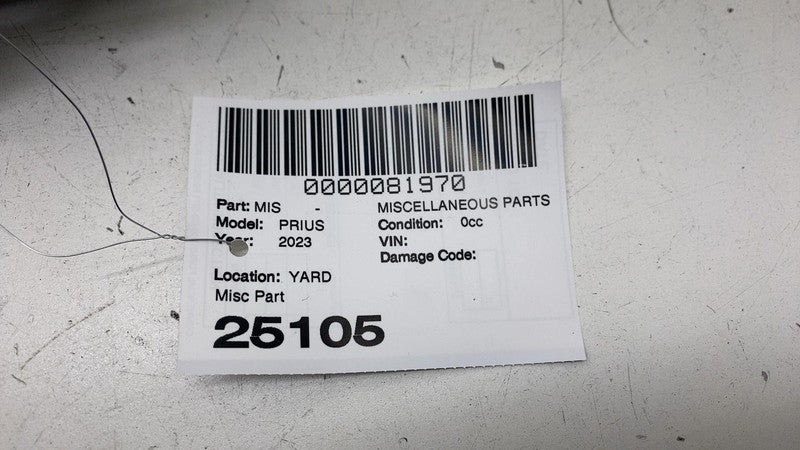 0000081970
Part: MIS - MISCELLANEOUS PARTS
Model: PRIUS Condition: 0cc
Year: 2023 VIN:
Damage Code:
Location: YARD
Misc Part
25105